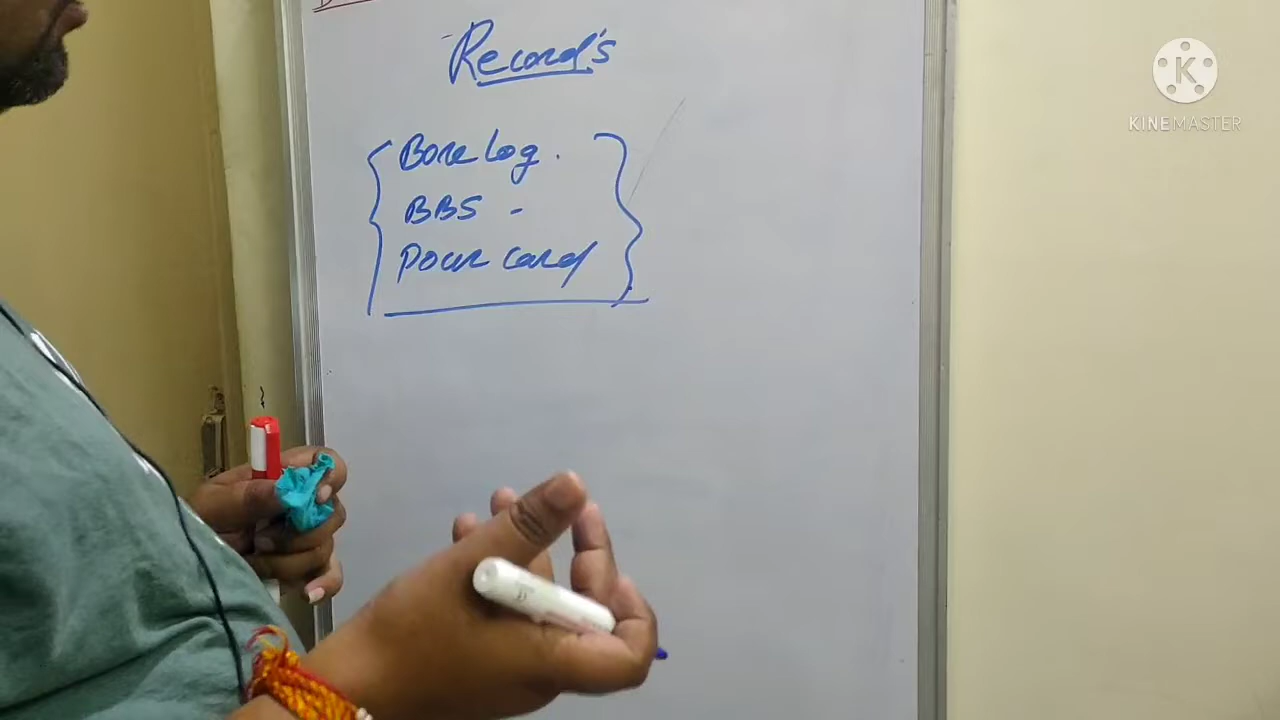 Record's
Bore Log.
BBS -
Pour card
K
KINEMASTER